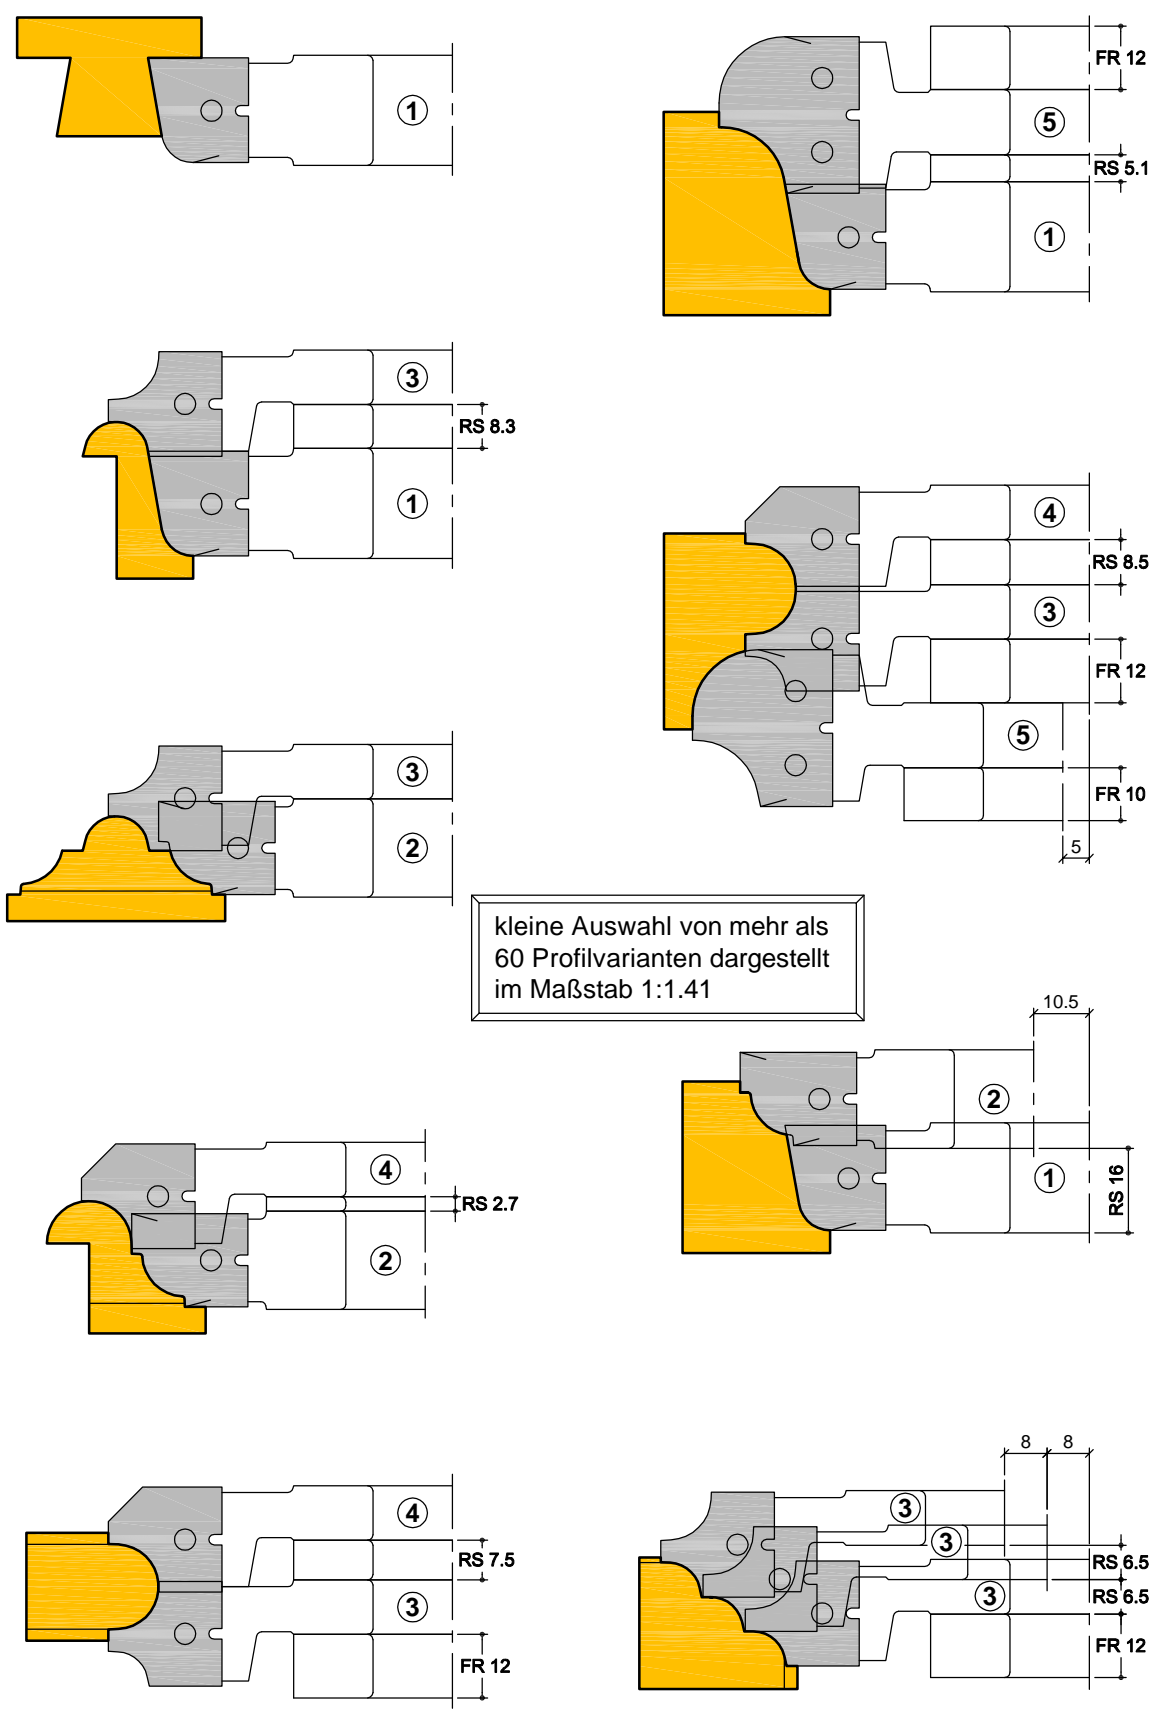 1
FR 12
5
RS 5.1
1
3
RS 8.3
1
4
RS 8.5
3
FR 12
5
FR 10
5
3
2
kleine Auswahl von mehr als
60 Profilvarianten dargestellt
im Maßstab 1:1.41
10.5
2
1
RS 16
4
RS 2.7
2
4
RS 7.5
3
FR 12
8 8
3
3
RS 6.5
3
RS 6.5
FR 12